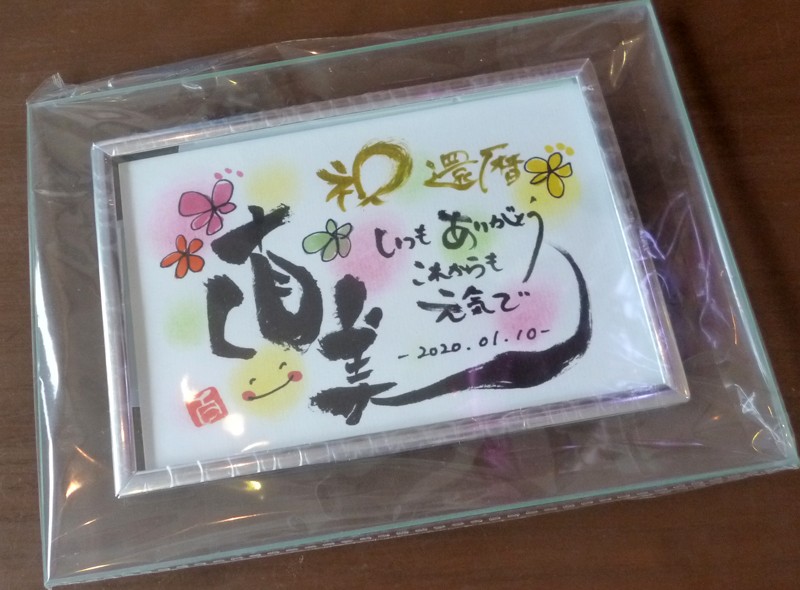 祝 還暦
直美
いつも ありがとう
これからも
元気で
-2020.01.10-